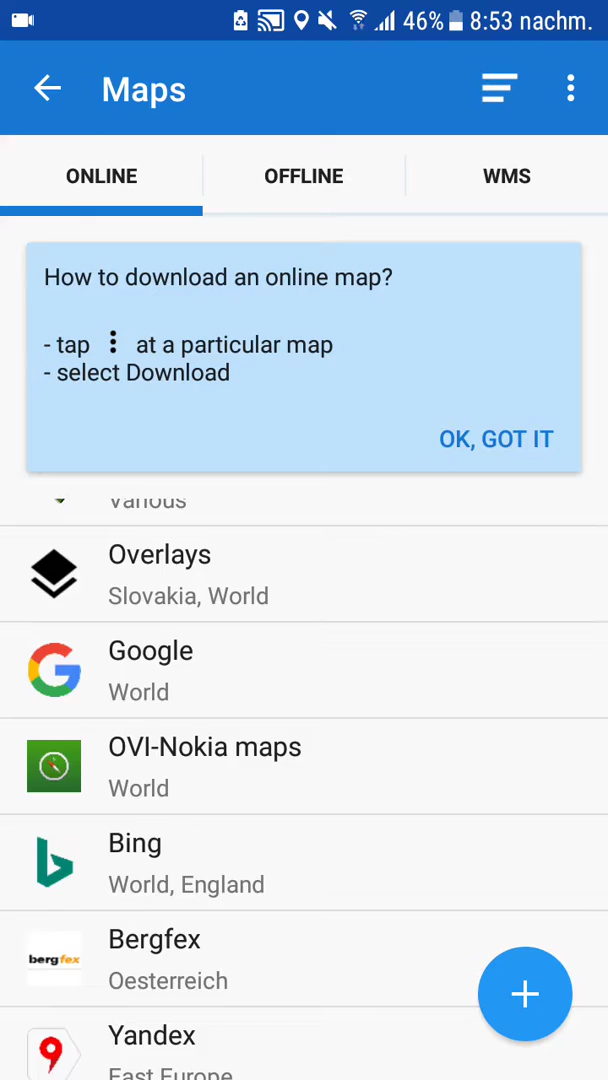 46% 8:53 nachm.
Maps
ONLINE OFFLINE WMS
How to download an online map?
- tap ⋮ at a particular map
- select Download
OK, GOT IT
Various
Overlays
Slovakia, World
Google
World
OVI-Nokia maps
World
Bing
World, England
bergfex
Bergfex
Oesterreich
Yandex
East Europe